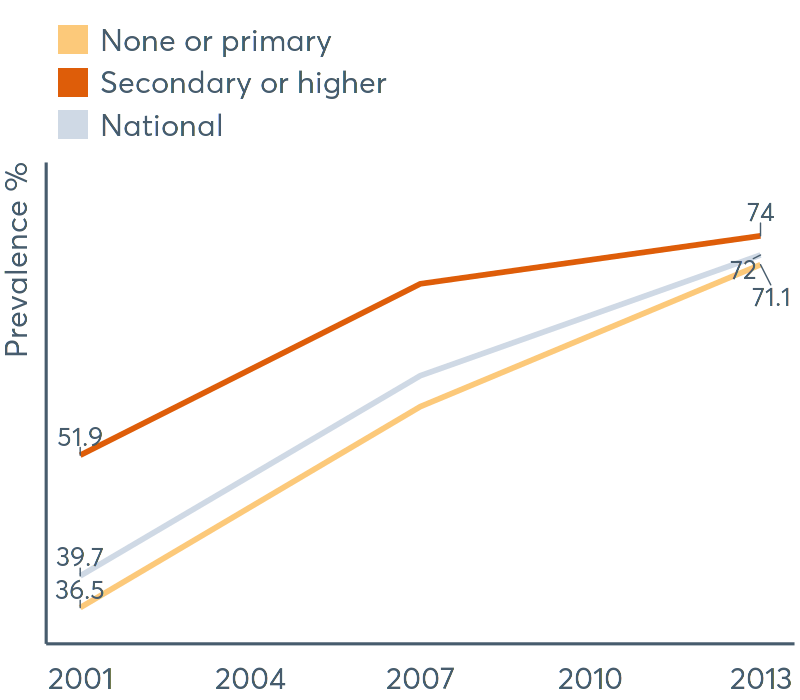 None or primary
Secondary or higher
National
Prevalence %
74
72
71.1
51.9
39.7
36.5
2001 2004 2007 2010 2013